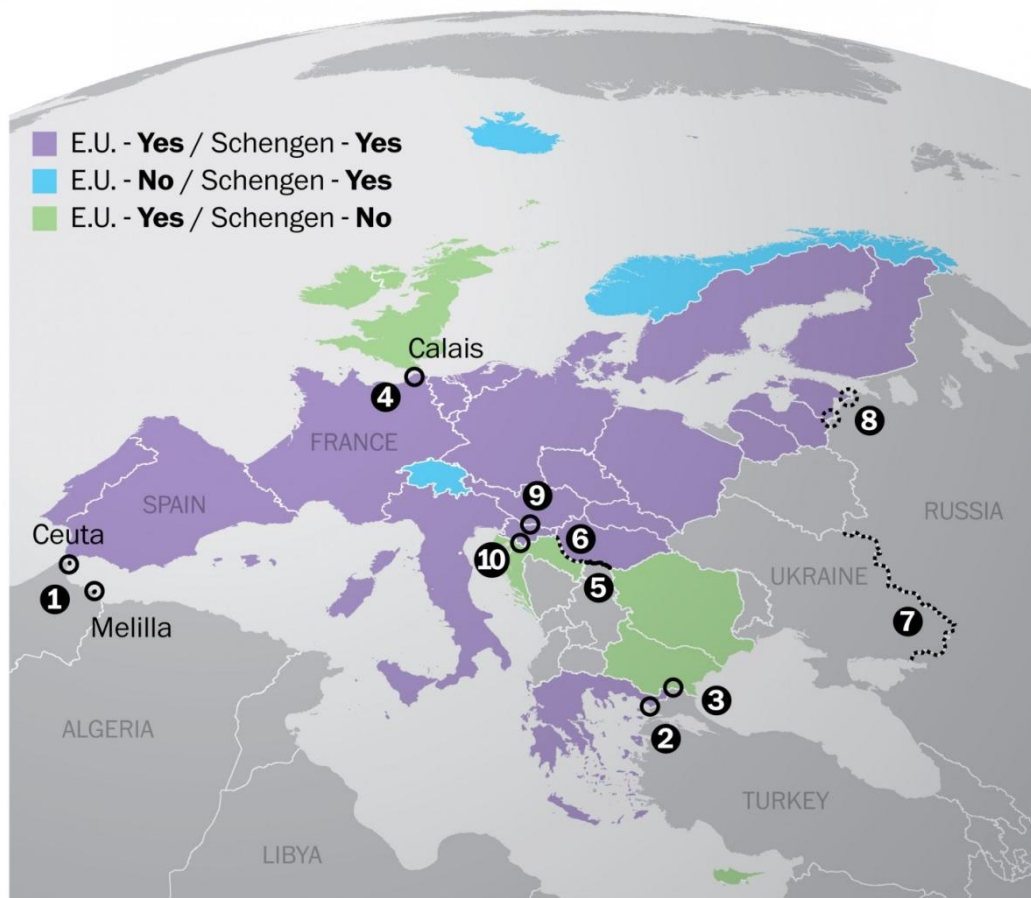 E.U. - Yes / Schengen - Yes
E.U. - No / Schengen - Yes
E.U. - Yes / Schengen - No
Calais
4
FRANCE
8
SPAIN
9
RUSSIA
Ceuta
6
10
UKRAINE
5
1
7
Melilla
3
ALGERIA
2
TURKEY
LIBYA